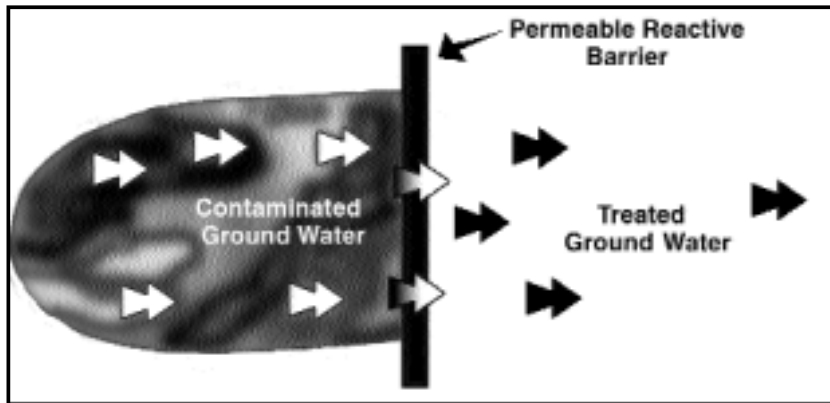 Permeable Reactive
Barrier
Contaminated
Ground Water
Treated
Ground Water